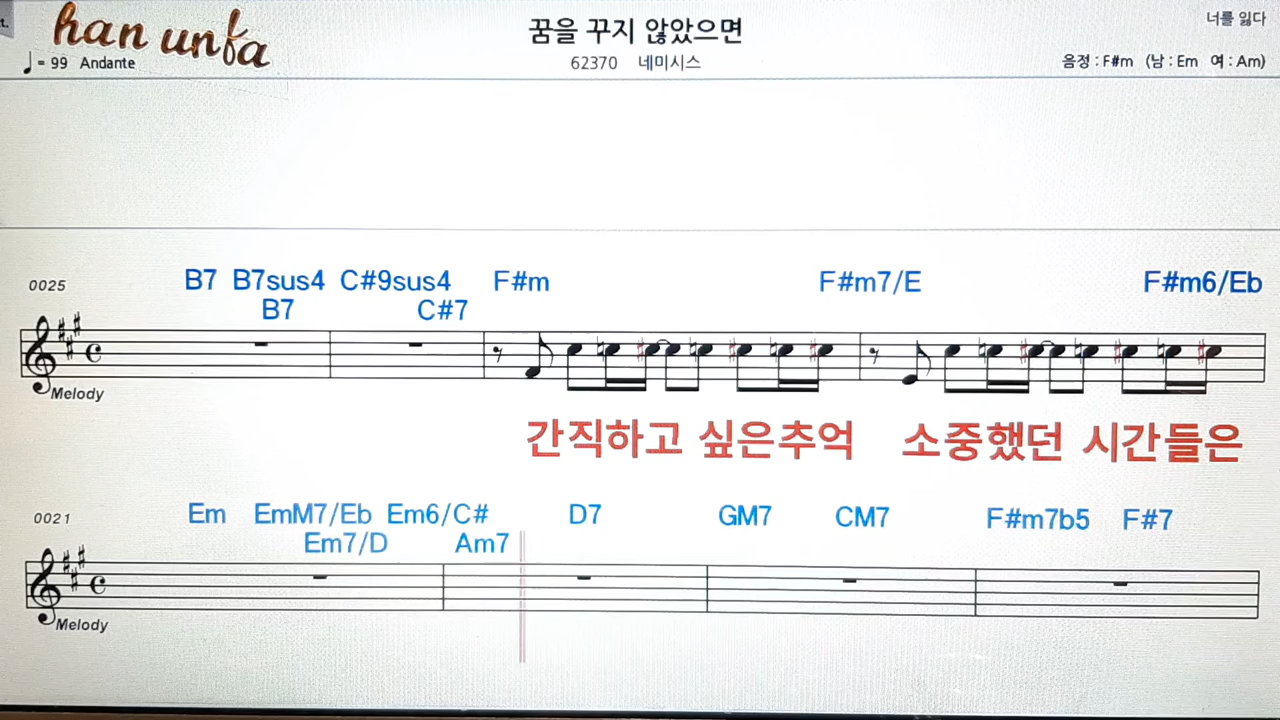 t.
han unfa
꿈을 꾸지 않았으면
너를 잃다
♩= 99 Andante
62370 네미시스
음정 : F#m (남 : Em 여 : Am)
0025
B7 B7sus4 C#9sus4 F#m F#m7/E F#m6/Eb
B7 C#7
Melody
간직하고 싶은추억 소중했던 시간들은
0021
Em EmM7/Eb Em6/C# D7 GM7 CM7 F#m7b5 F#7
Em7/D Am7
Melody